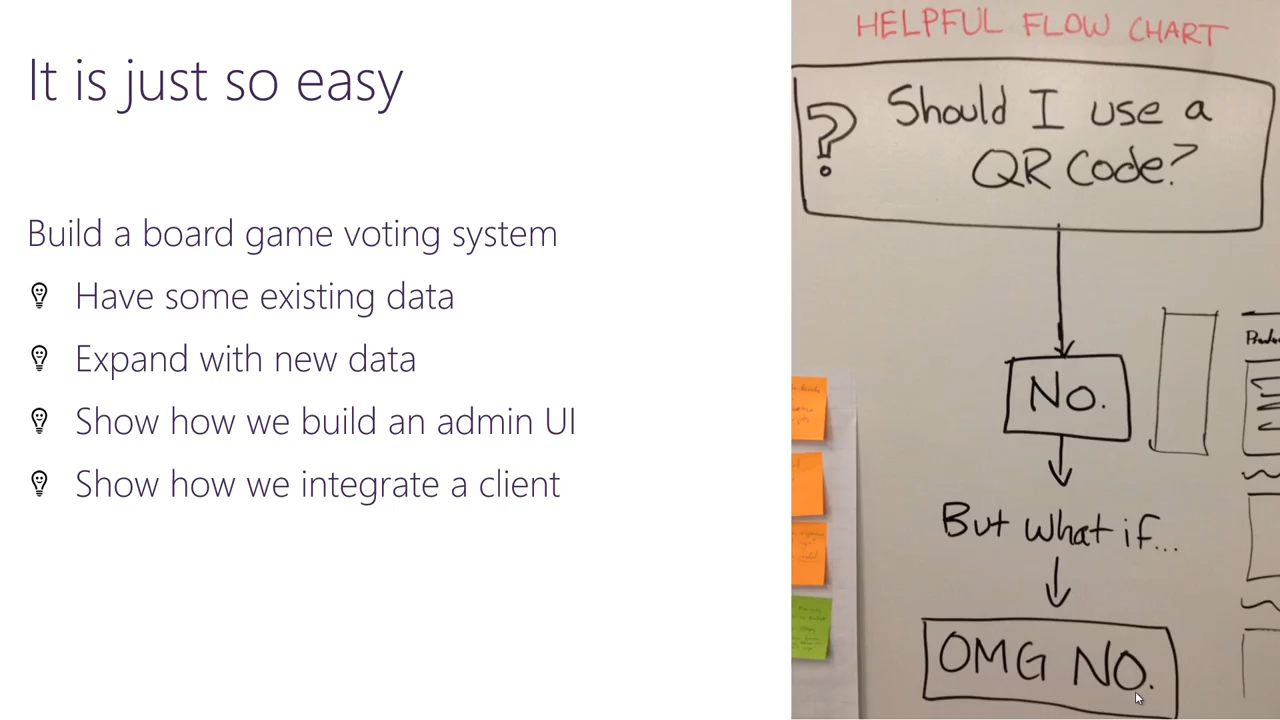 It is just so easy
Build a board game voting system
Have some existing data
Expand with new data
Show how we build an admin UI
Show how we integrate a client
HELPFUL FLOW CHART
? Should I use a
QR Code?
No.
But what if...
OMG NO.